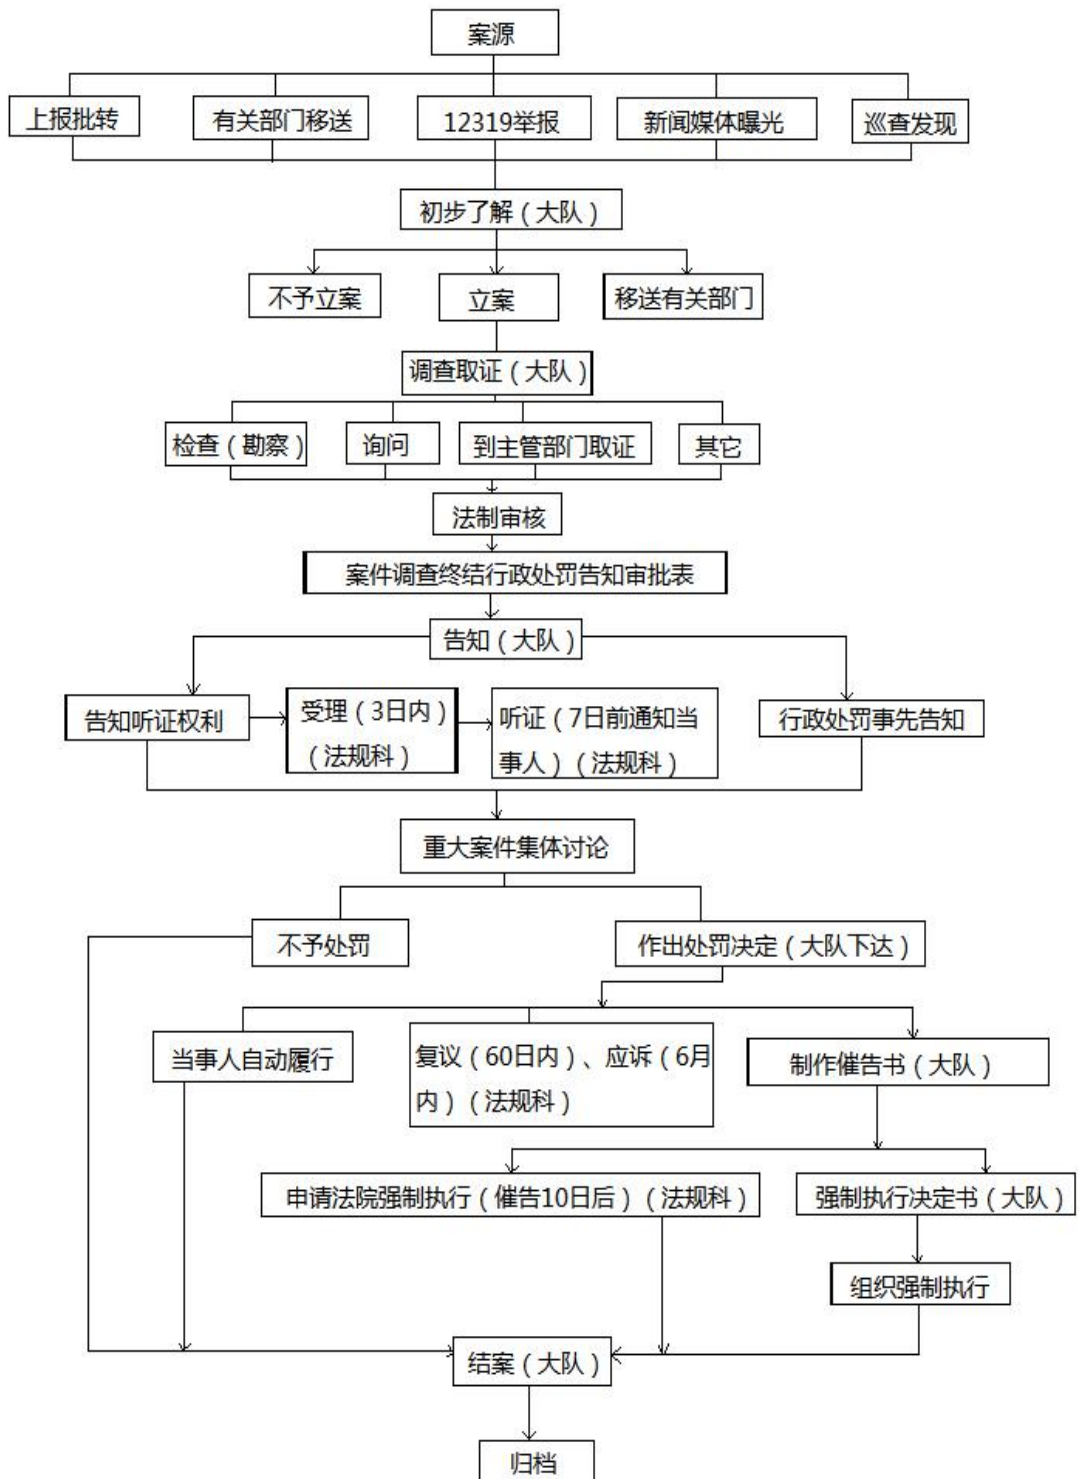 案源
上报批转
有关部门移送
12319举报
新闻媒体曝光
巡查发现
初步了解（大队）
不予立案
立案
移送有关部门
调查取证（大队）
检查（勘察）
询问
到主管部门取证
其它
法制审核
案件调查终结行政处罚告知审批表
告知（大队）
告知听证权利
受理（3日内）
（法规科）
听证（7日前通知当
事人）（法规科）
行政处罚事先告知
重大案件集体讨论
不予处罚
作出处罚决定（大队下达）
当事人自动履行
复议（60日内）、应诉（6月
内）（法规科）
制作催告书（大队）
申请法院强制执行（催告10日后）（法规科）
强制执行决定书（大队）
组织强制执行
结案（大队）
归档